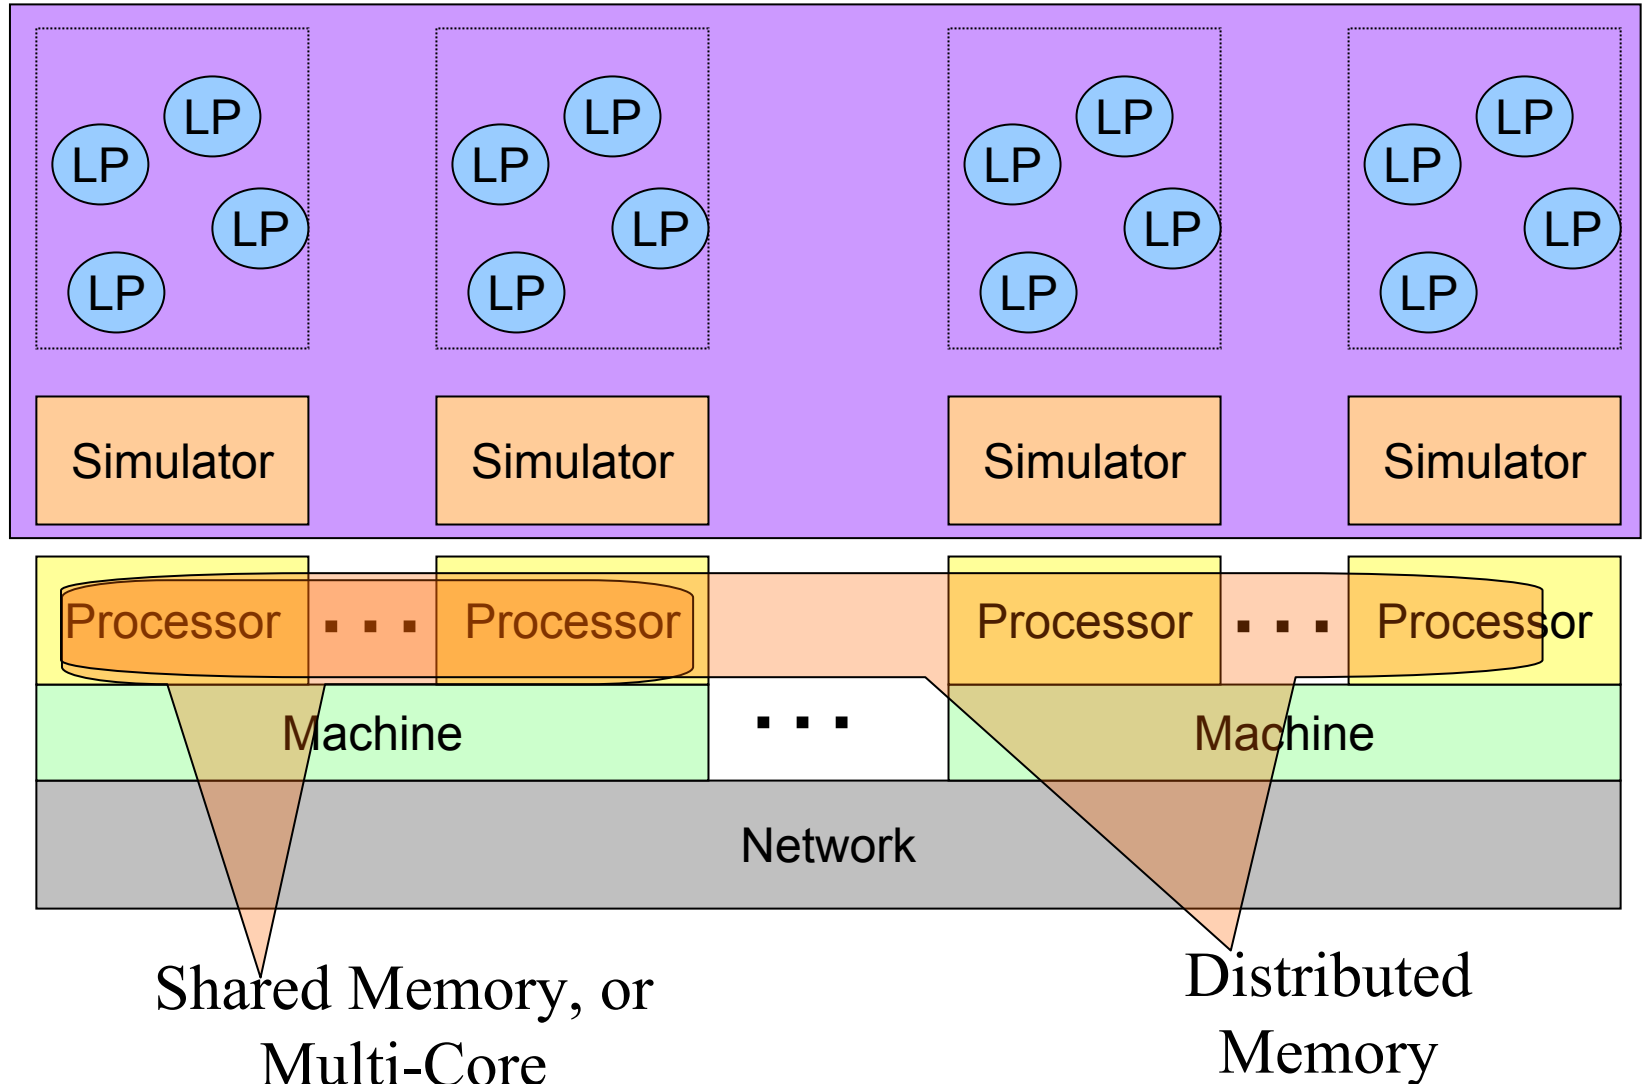 LP LP LP LP
LP LP LP LP
LP LP LP LP
LP LP LP LP
Simulator Simulator Simulator Simulator
Processor ... Processor Processor ... Processor
Machine ... Machine
Network
Shared Memory, or
Multi-Core
Distributed
Memory